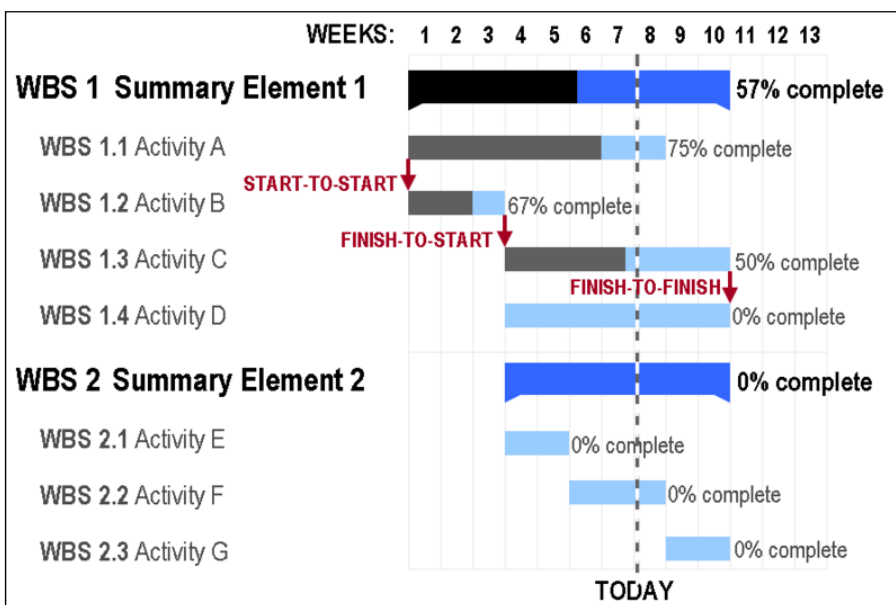 WEEKS: 1 2 3 4 5 6 7 8 9 10 11 12 13
WBS 1 Summary Element 1 57% complete
WBS 1.1 Activity A 75% complete
START-TO-START
WBS 1.2 Activity B 67% complete
FINISH-TO-START
WBS 1.3 Activity C 50% complete
FINISH-TO-FINISH
WBS 1.4 Activity D 0% complete
WBS 2 Summary Element 2 0% complete
WBS 2.1 Activity E 0% complete
WBS 2.2 Activity F 0% complete
WBS 2.3 Activity G 0% complete
TODAY